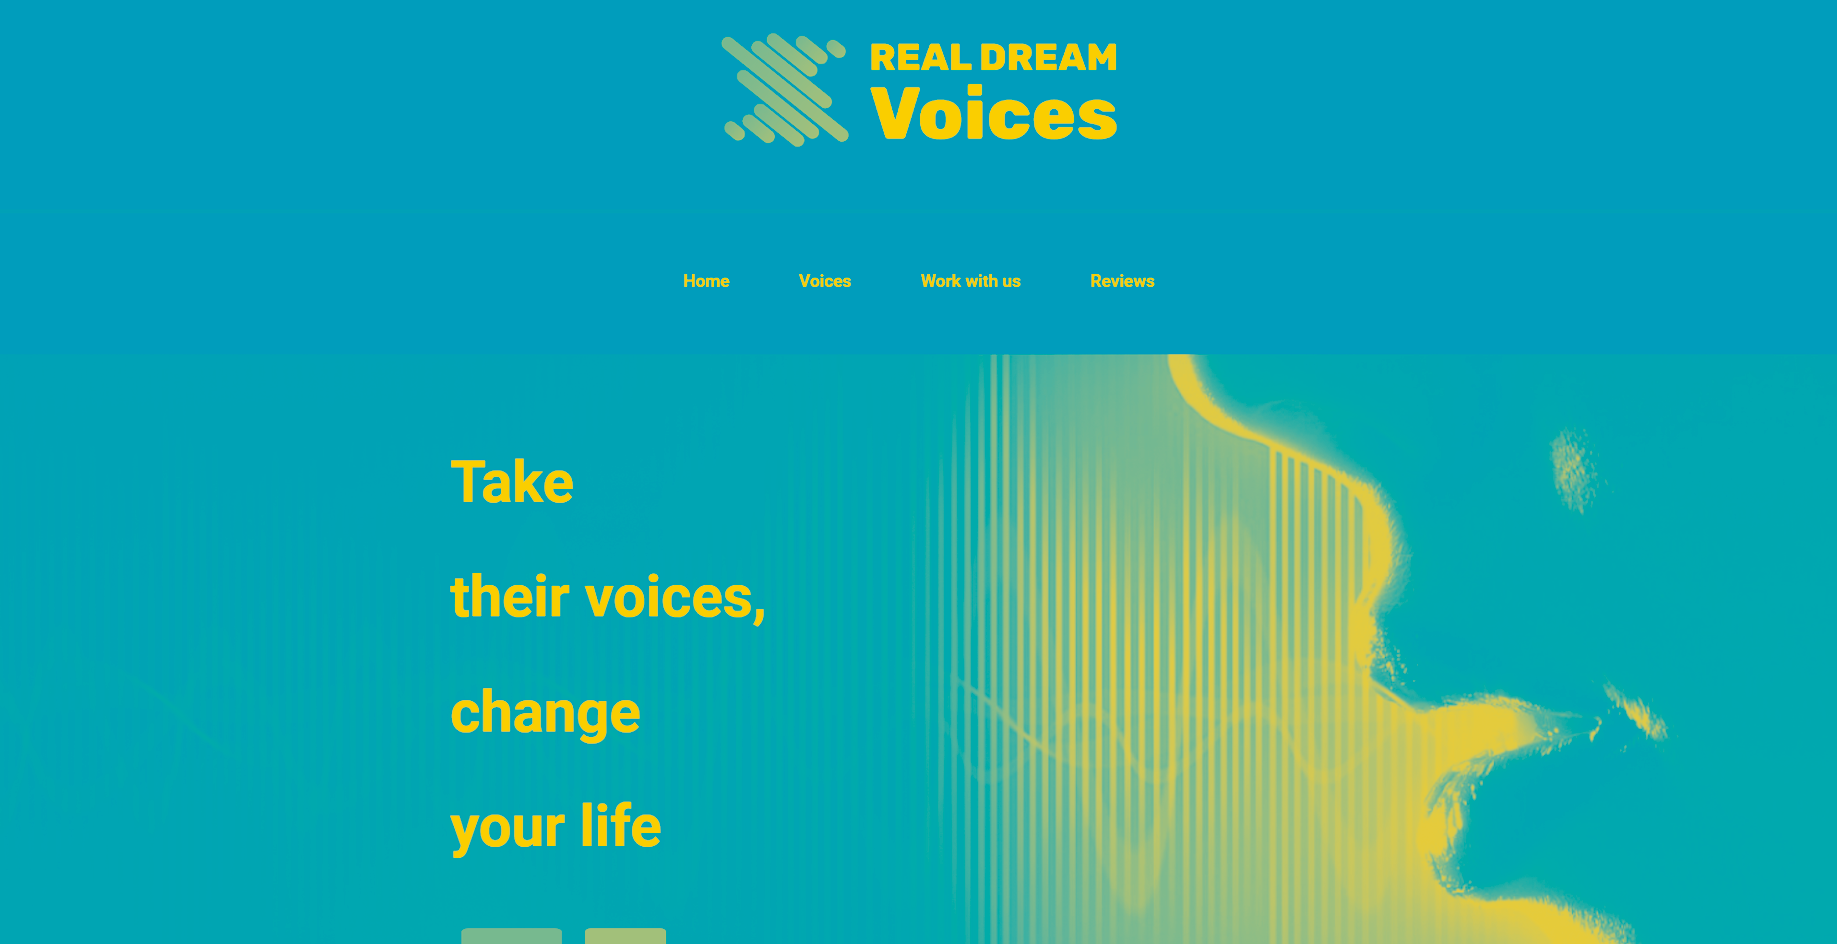 REAL DREAM
Voices
Home Voices Work with us Reviews
Take
their voices,
change
your life